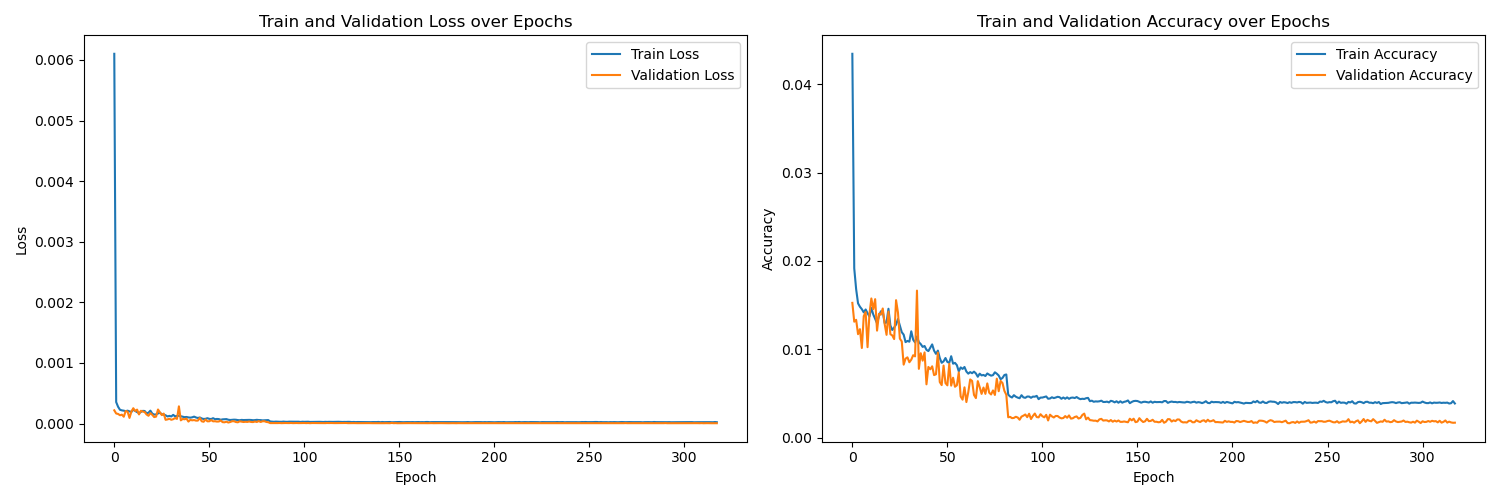 Train and Validation Loss over Epochs
Train Loss
Validation Loss
0.006
0.005
0.004
0.003
0.002
0.001
0.000
Loss
0
50
100
150
200
250
300
Epoch
Train and Validation Accuracy over Epochs
Train Accuracy
Validation Accuracy
0.04
0.03
0.02
0.01
0.00
Accuracy
0
50
100
150
200
250
300
Epoch